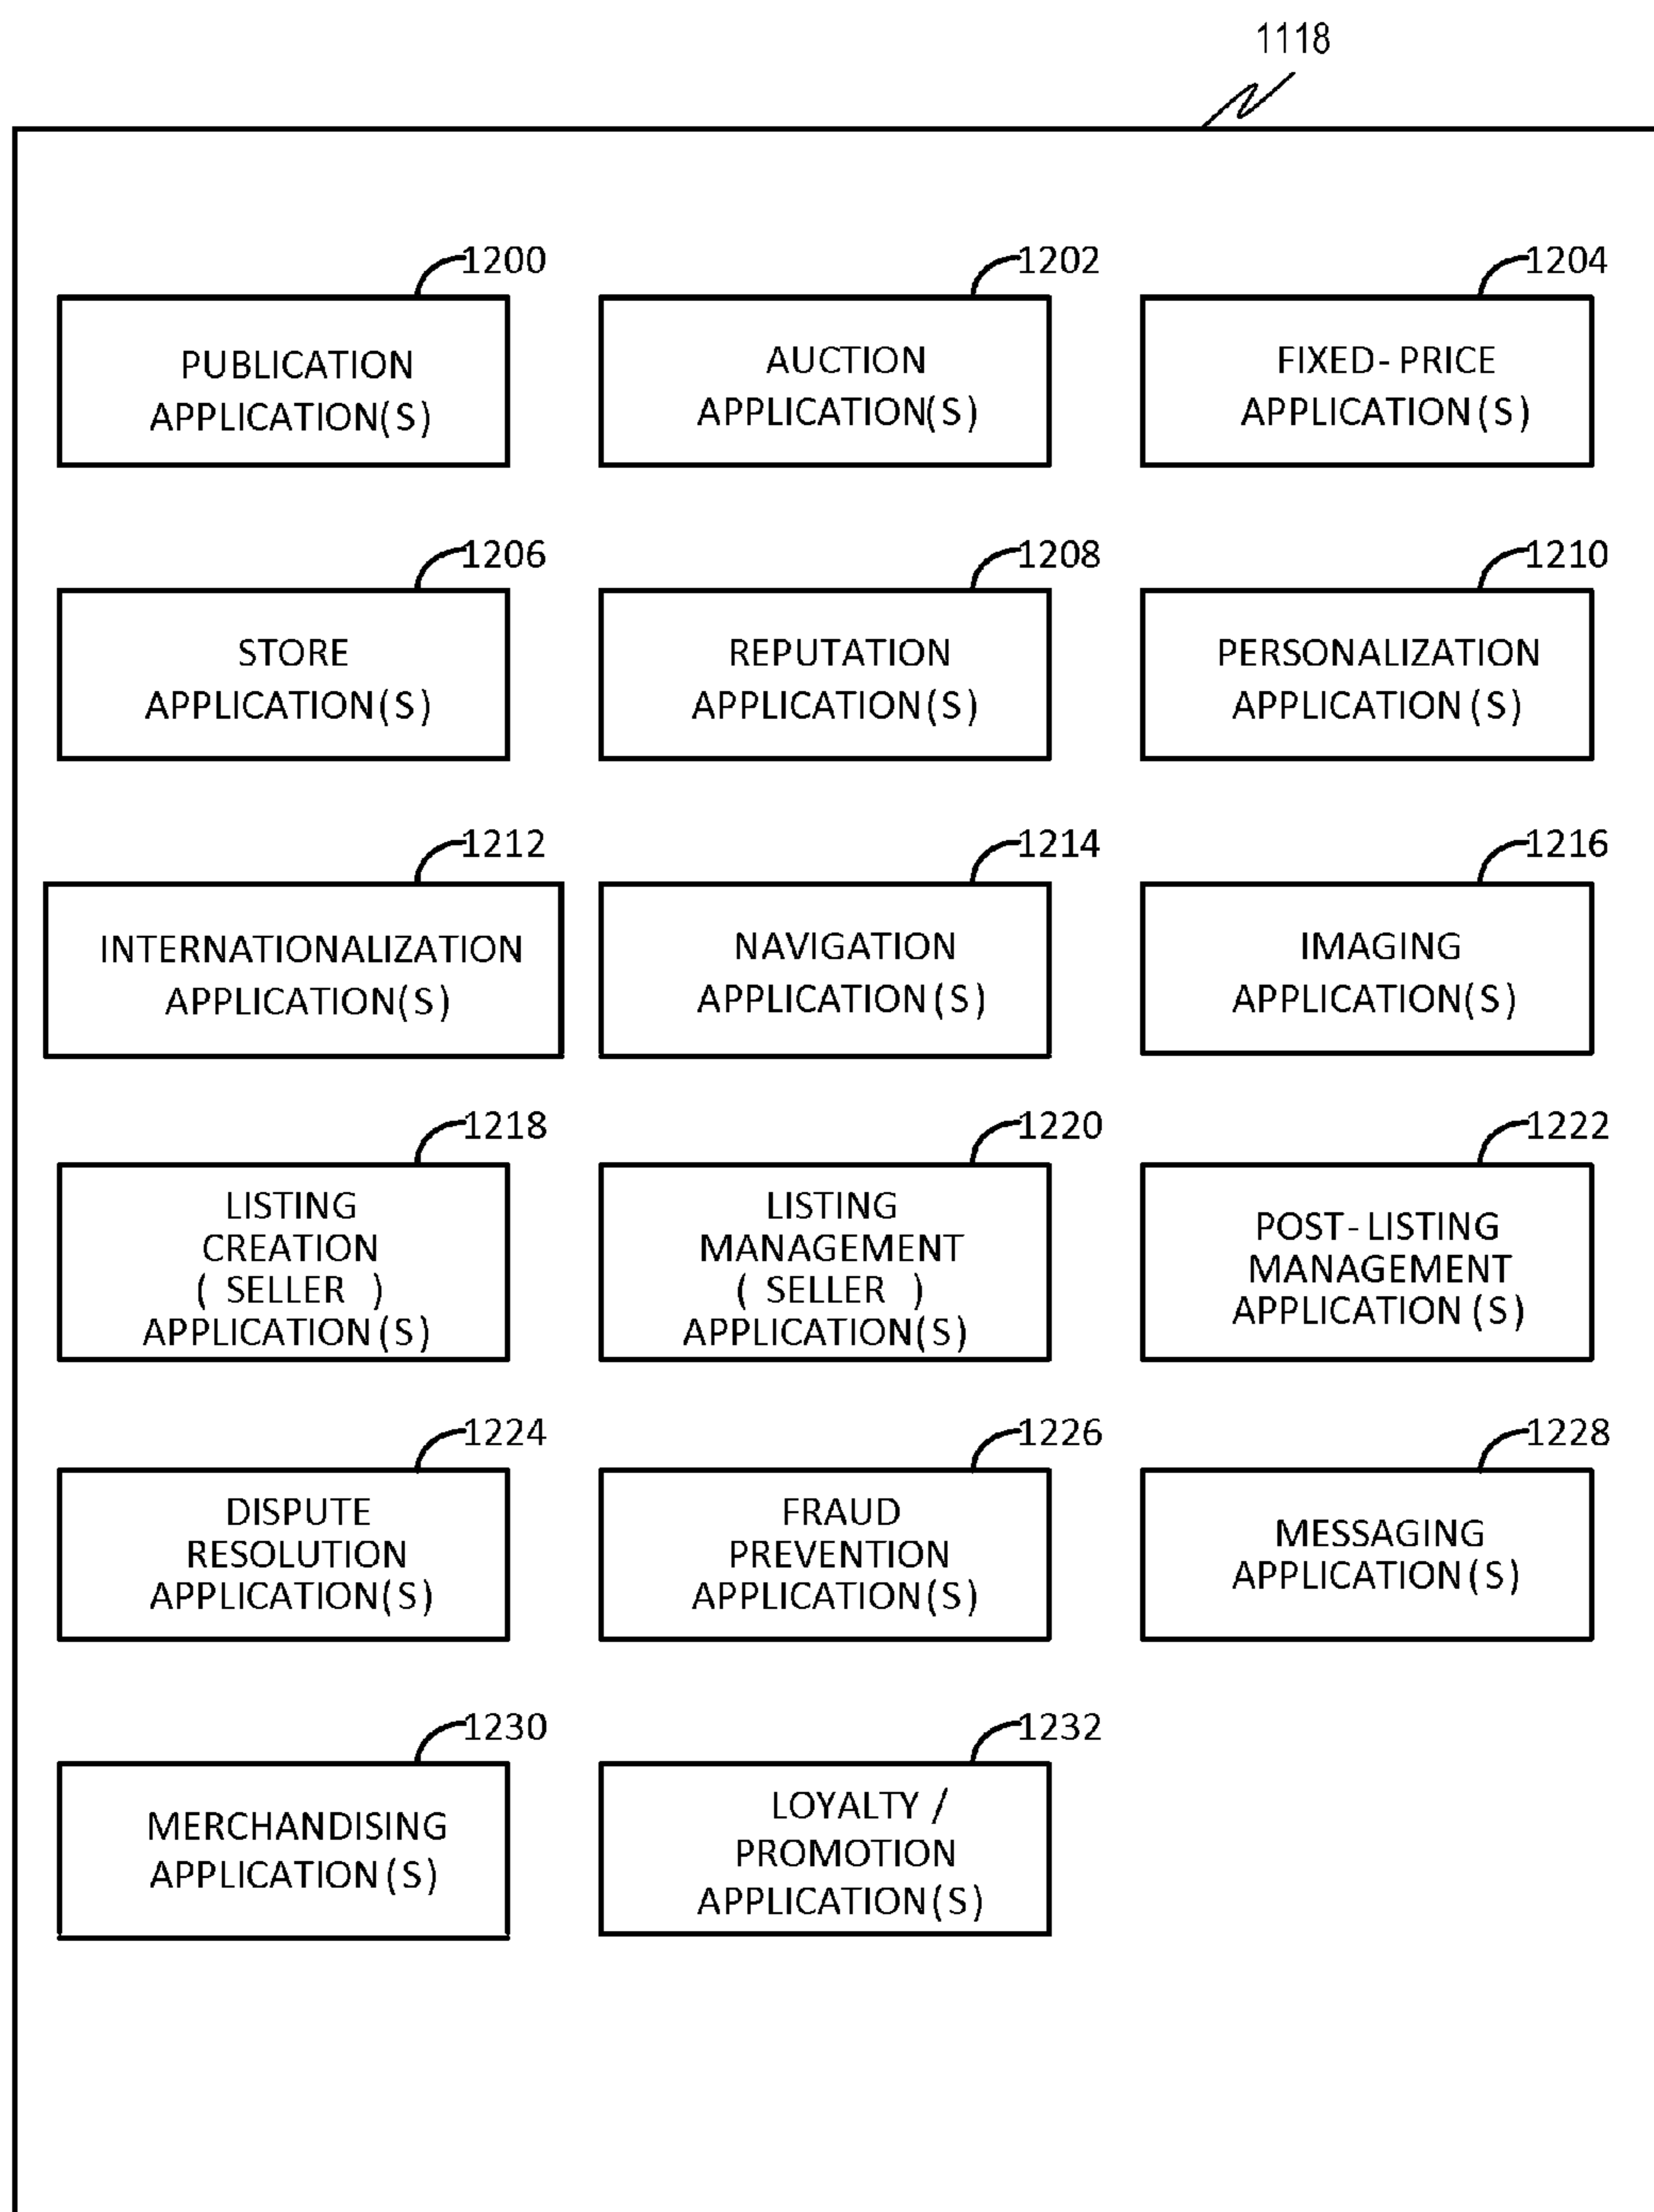 1118
1200
PUBLICATION
APPLICATION(S)
1202
AUCTION
APPLICATION(S)
1204
FIXED-PRICE
APPLICATION(S)
1206
STORE
APPLICATION(S)
1208
REPUTATION
APPLICATION(S)
1210
PERSONALIZATION
APPLICATION(S)
1212
INTERNATIONALIZATION
APPLICATION(S)
1214
NAVIGATION
APPLICATION(S)
1216
IMAGING
APPLICATION(S)
1218
LISTING
CREATION
( SELLER )
APPLICATION(S)
1220
LISTING
MANAGEMENT
( SELLER )
APPLICATION(S)
1222
POST-LISTING
MANAGEMENT
APPLICATION(S)
1224
DISPUTE
RESOLUTION
APPLICATION(S)
1226
FRAUD
PREVENTION
APPLICATION(S)
1228
MESSAGING
APPLICATION(S)
1230
MERCHANDISING
APPLICATION(S)
1232
LOYALTY /
PROMOTION
APPLICATION(S)